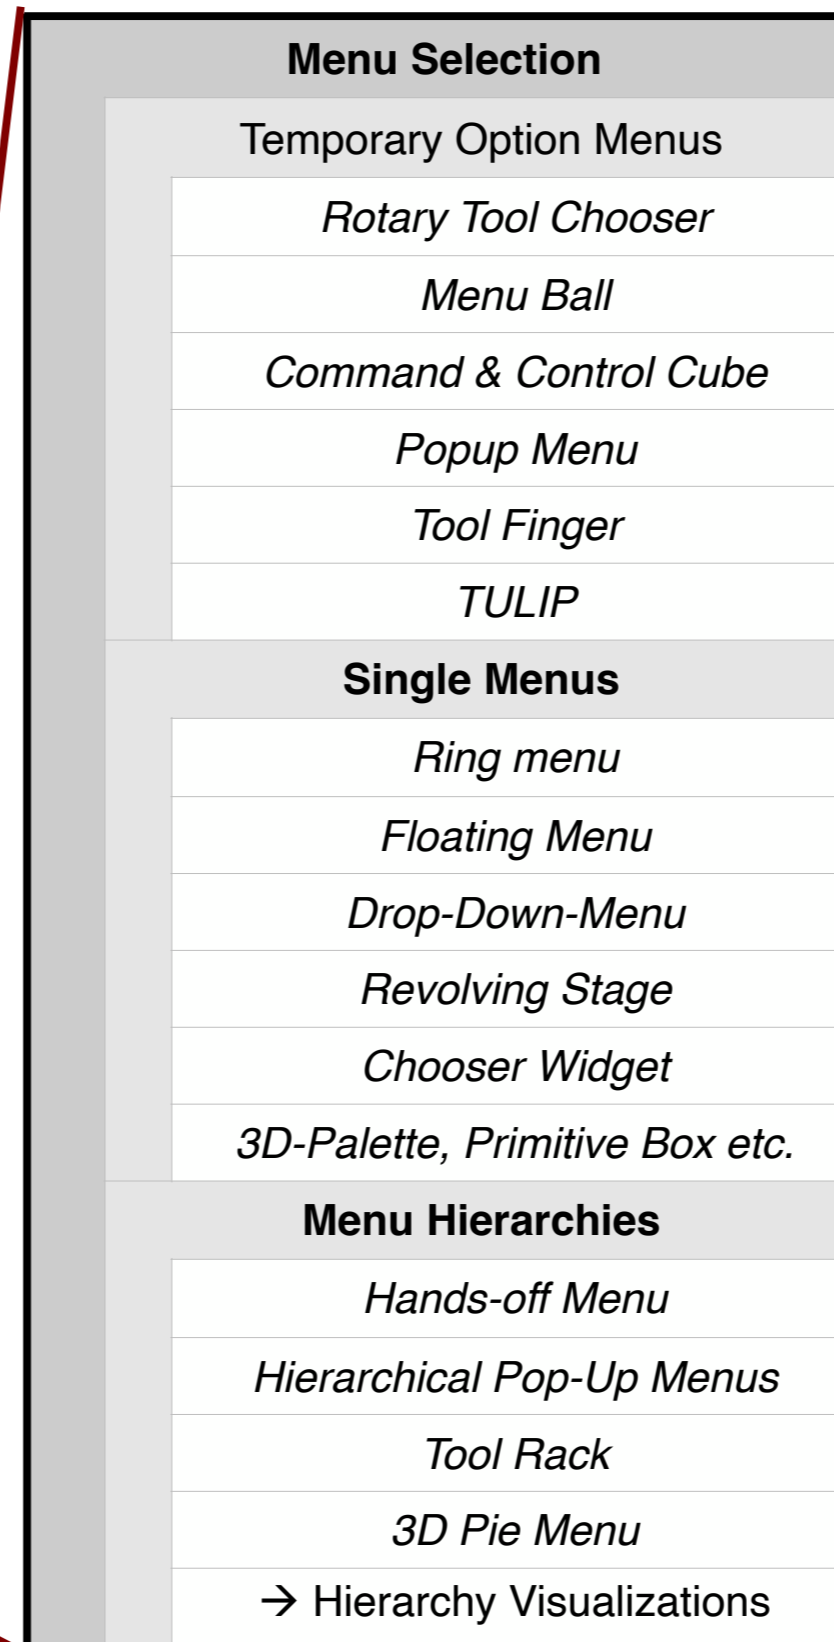 Menu Selection
Temporary Option Menus
Rotary Tool Chooser
Menu Ball
Command & Control Cube
Popup Menu
Tool Finger
TULIP
Single Menus
Ring menu
Floating Menu
Drop-Down-Menu
Revolving Stage
Chooser Widget
3D-Palette, Primitive Box etc.
Menu Hierarchies
Hands-off Menu
Hierarchical Pop-Up Menus
Tool Rack
3D Pie Menu
→ Hierarchy Visualizations